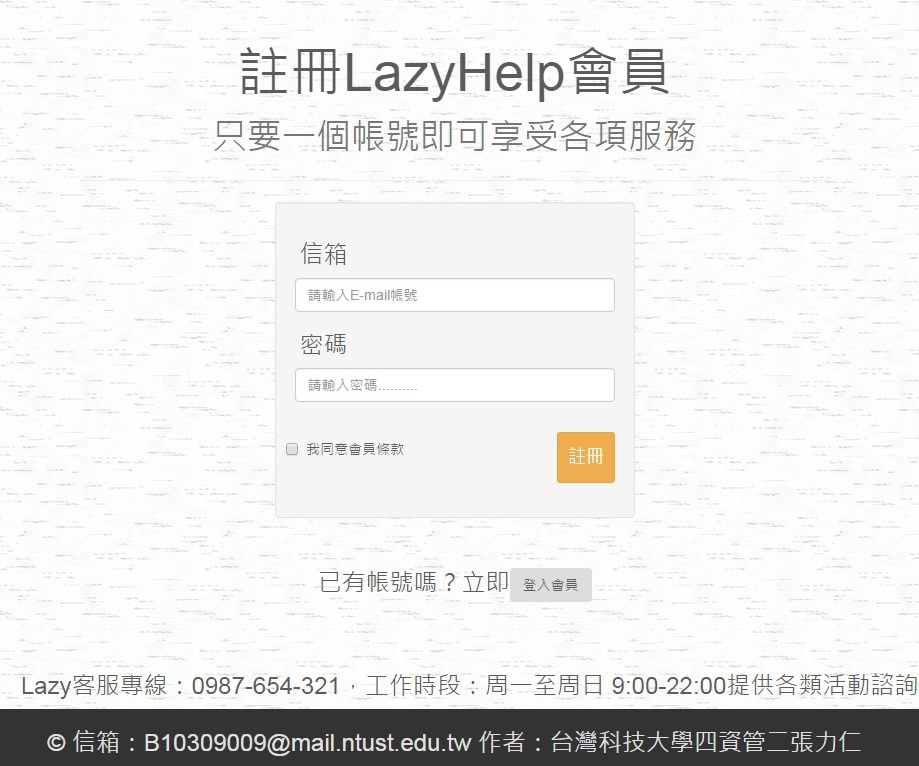 註冊LazyHelp會員
只要一個帳號即可享受各項服務
信箱
請輸入E-mail帳號
密碼
請輸入密碼..........
我同意會員條款
註冊
已有帳號嗎？立即 登入會員
Lazy客服專線：0987-654-321，工作時段：周一至周日 9:00-22:00提供各類活動諮詢
© 信箱：B10309009@mail.ntust.edu.tw 作者：台灣科技大學四資管二張力仁